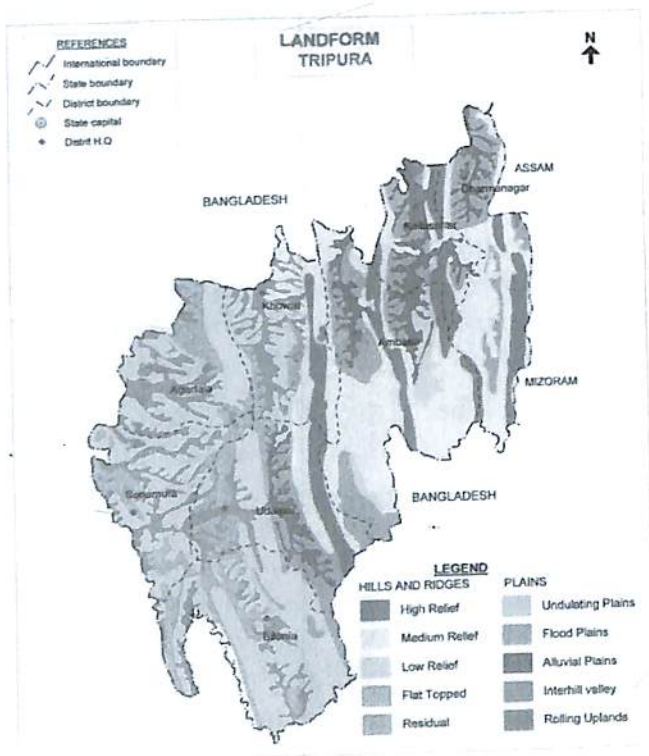 LANDFORM
TRIPURA
N
REFERENCES
International boundary
State boundary
District boundary
State capital
Distrit H.Q
ASSAM
Dharmanagar
BANGLADESH
Khowai
Ambassa
MIZORAM
Agartala
BANGLADESH
Sonamura
Udaipur
Bilonia
LEGEND
HILLS AND RIDGES
High Relief
Medium Relief
Low Relief
Flat Topped
Residual
PLAINS
Undulating Plains
Flood Plains
Alluvial Plains
Interhill valley
Rolling Uplands